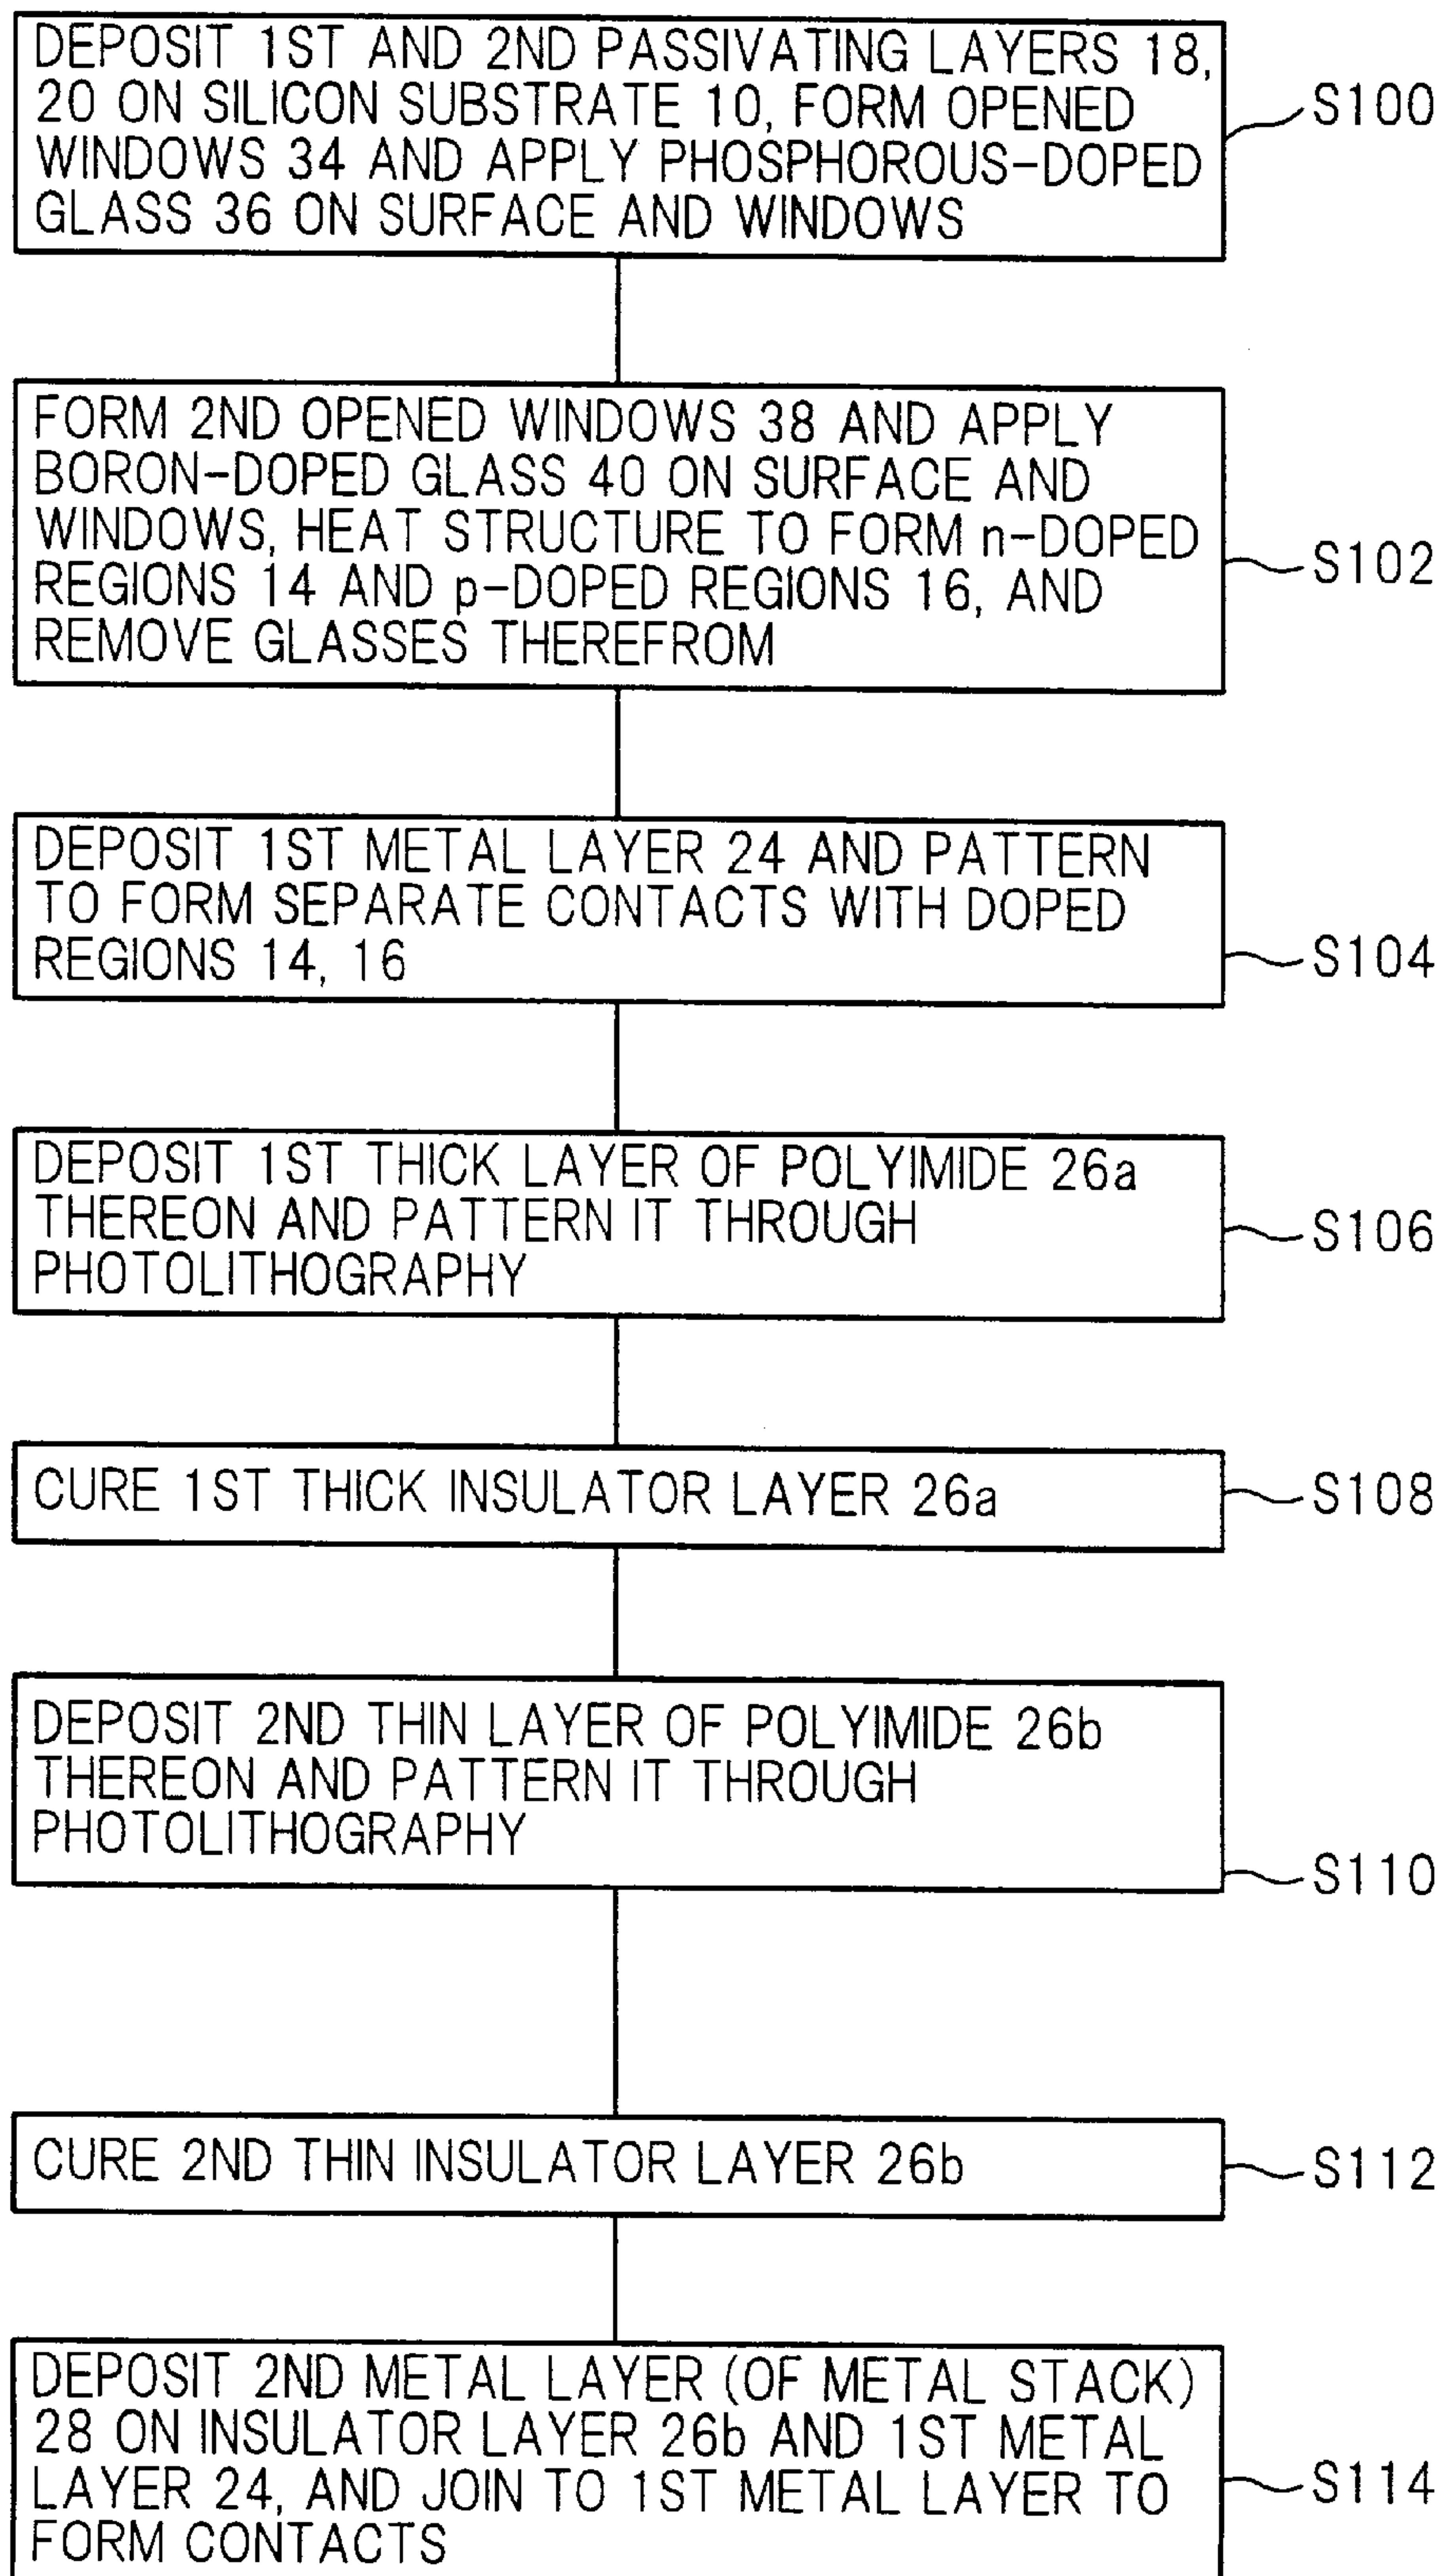 DEPOSIT 1ST AND 2ND PASSIVATING LAYERS 18,
20 ON SILICON SUBSTRATE 10, FORM OPENED
WINDOWS 34 AND APPLY PHOSPHOROUS-DOPED
GLASS 36 ON SURFACE AND WINDOWS
S100
FORM 2ND OPENED WINDOWS 38 AND APPLY
BORON-DOPED GLASS 40 ON SURFACE AND
WINDOWS, HEAT STRUCTURE TO FORM n-DOPED
REGIONS 14 AND p-DOPED REGIONS 16, AND
REMOVE GLASSES THEREFROM
S102
DEPOSIT 1ST METAL LAYER 24 AND PATTERN
TO FORM SEPARATE CONTACTS WITH DOPED
REGIONS 14, 16
S104
DEPOSIT 1ST THICK LAYER OF POLYIMIDE 26a
THEREON AND PATTERN IT THROUGH
PHOTOLITHOGRAPHY
S106
CURE 1ST THICK INSULATOR LAYER 26a
S108
DEPOSIT 2ND THIN LAYER OF POLYIMIDE 26b
THEREON AND PATTERN IT THROUGH
PHOTOLITHOGRAPHY
S110
CURE 2ND THIN INSULATOR LAYER 26b
S112
DEPOSIT 2ND METAL LAYER (OF METAL STACK)
28 ON INSULATOR LAYER 26b AND 1ST METAL
LAYER 24, AND JOIN TO 1ST METAL LAYER TO
FORM CONTACTS
S114